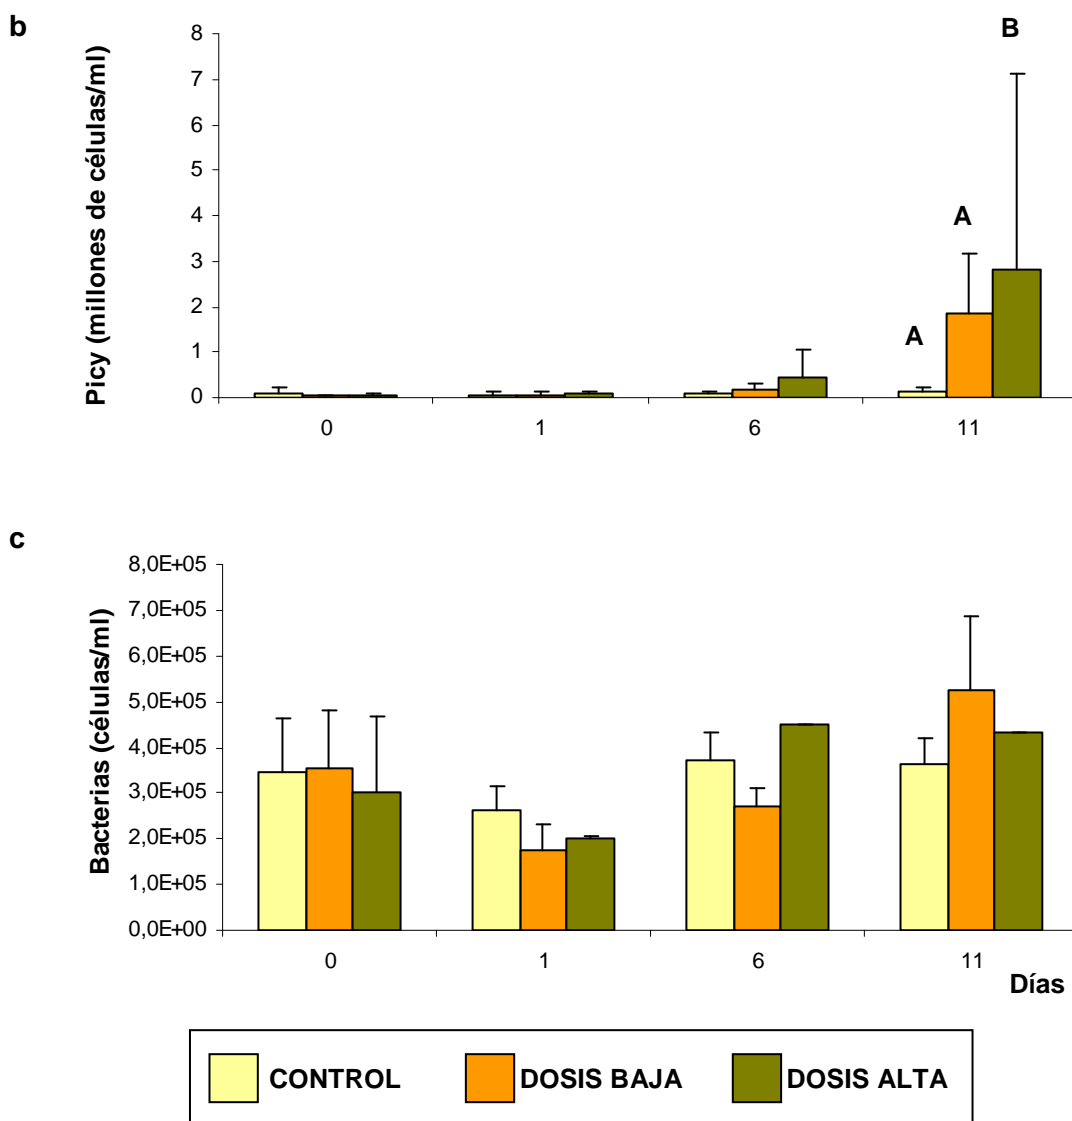 b
Picy (millones de células/ml)
8
7
6
5
4
3
2
1
0
B
A
A
0 1 6 11
c
Bacterias (células/ml)
8,0E+05
7,0E+05
6,0E+05
5,0E+05
4,0E+05
3,0E+05
2,0E+05
1,0E+05
0,0E+00
0 1 6 11
Días
CONTROL DOSIS BAJA DOSIS ALTA